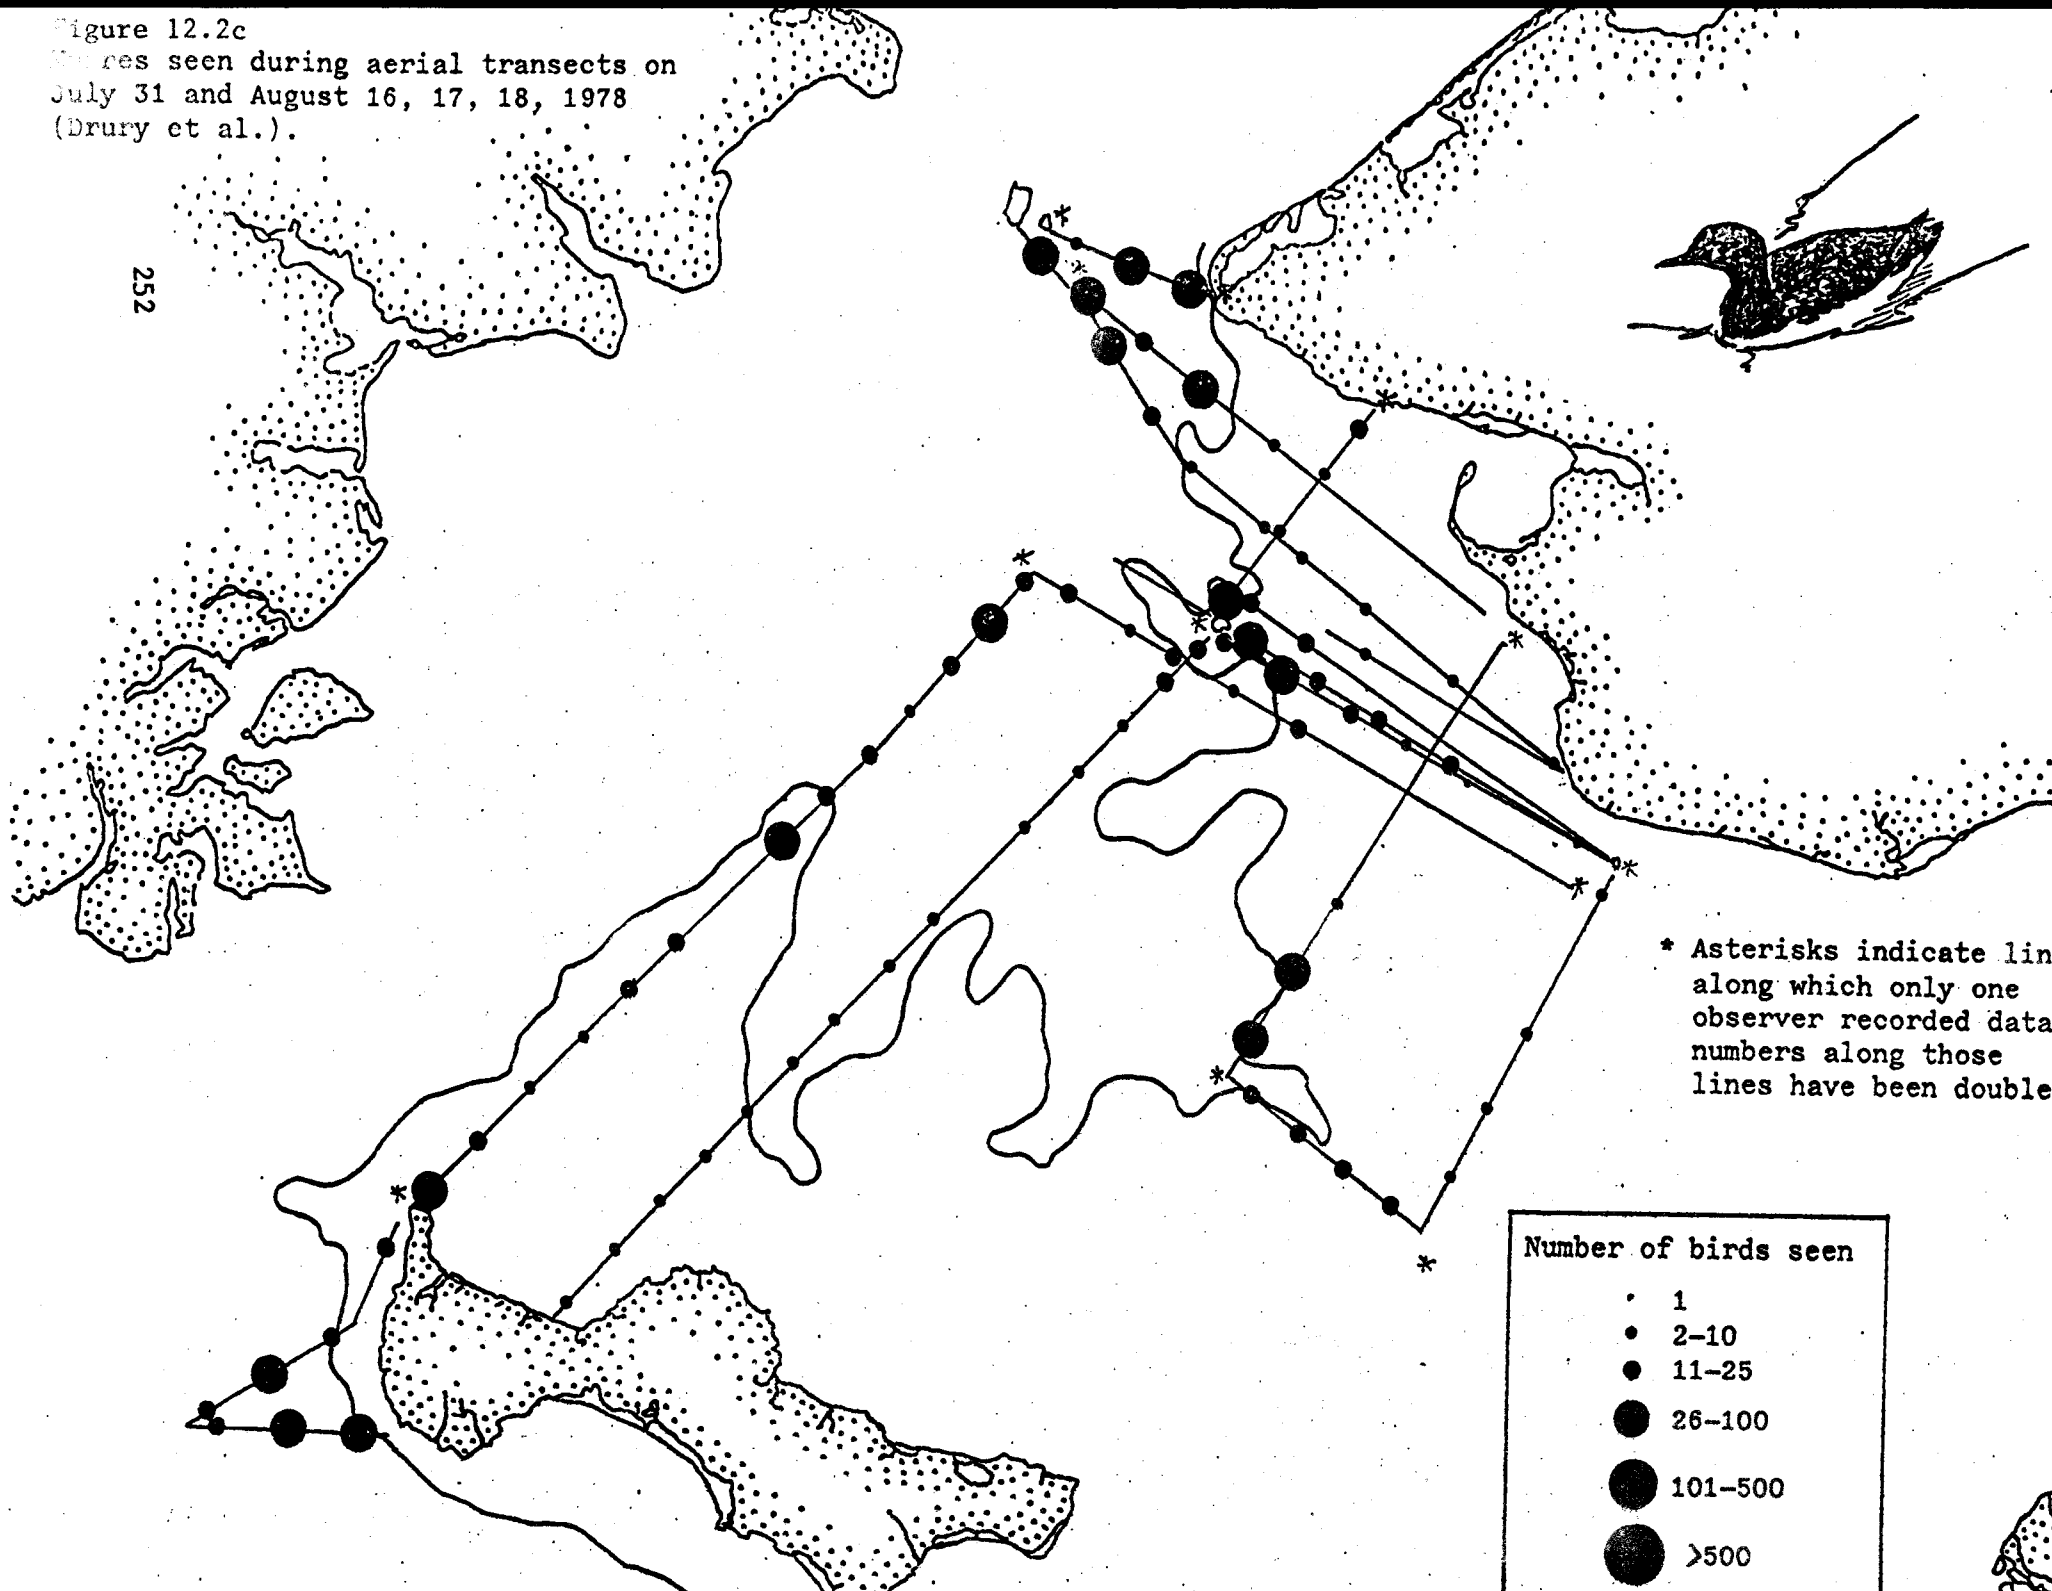 Figure 12.2c
res seen during aerial transects on
July 31 and August 16, 17, 18, 1978
(Drury et al.).
252
* Asterisks indicate lin
along which only one
observer recorded data
numbers along those
lines have been double
Number of birds seen
1
2-10
11-25
26-100
101-500
>500